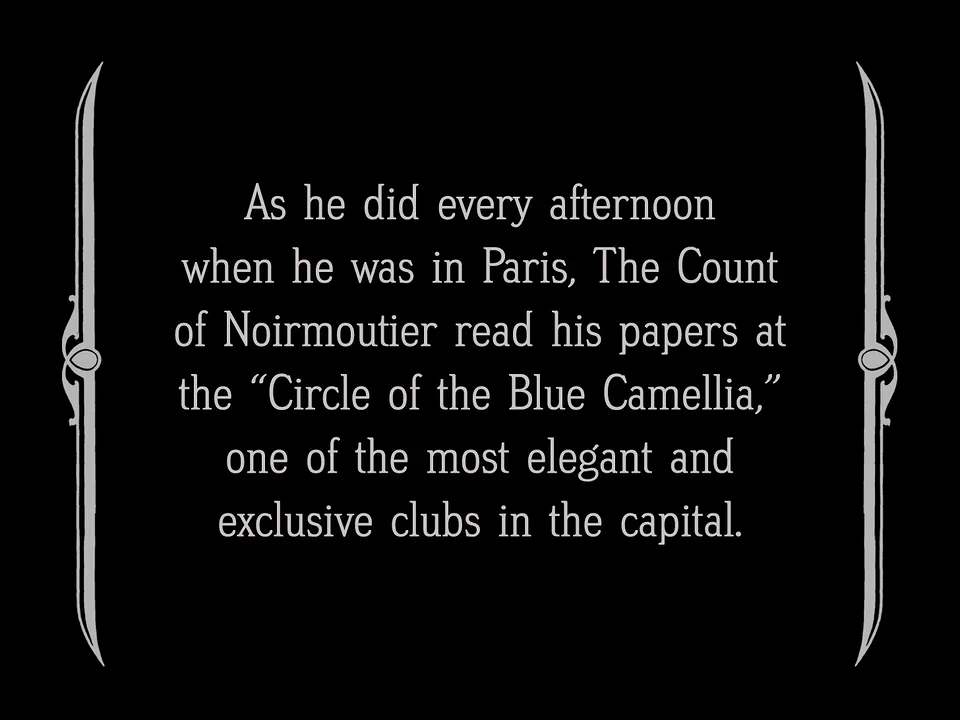 As he did every afternoon
when he was in Paris, The Count
of Noirmoutier read his papers at
the “Circle of the Blue Camellia,”
one of the most elegant and
exclusive clubs in the capital.